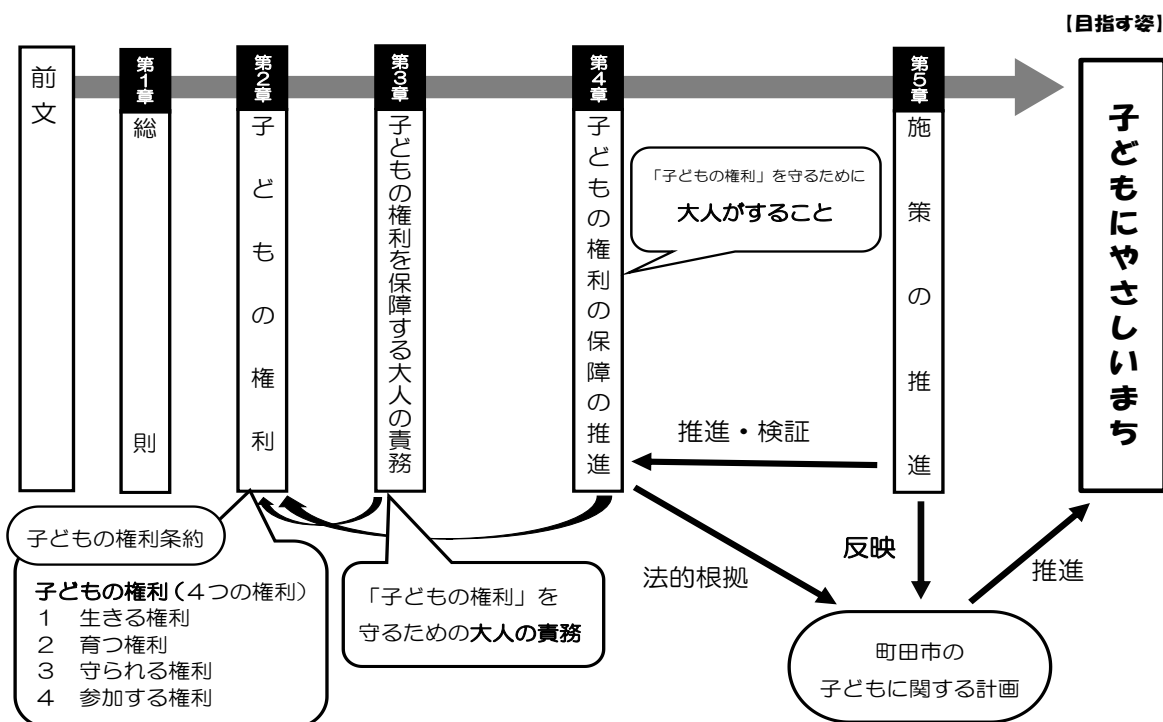 【目指す姿】
前文
第1章
総則
第2章
子どもの権利
第3章
子どもの権利を保障する大人の責務
第4章
子どもの権利の保障の推進
第5章
施策の推進
子どもにやさしいまち
「子どもの権利」を守るために
大人がすること
推進・検証
子どもの権利条約
子どもの権利（４つの権利）
１　生きる権利
２　育つ権利
３　守られる権利
４　参加する権利
「子どもの権利」を
守るための大人の責務
法的根拠
反映
推進
町田市の
子どもに関する計画